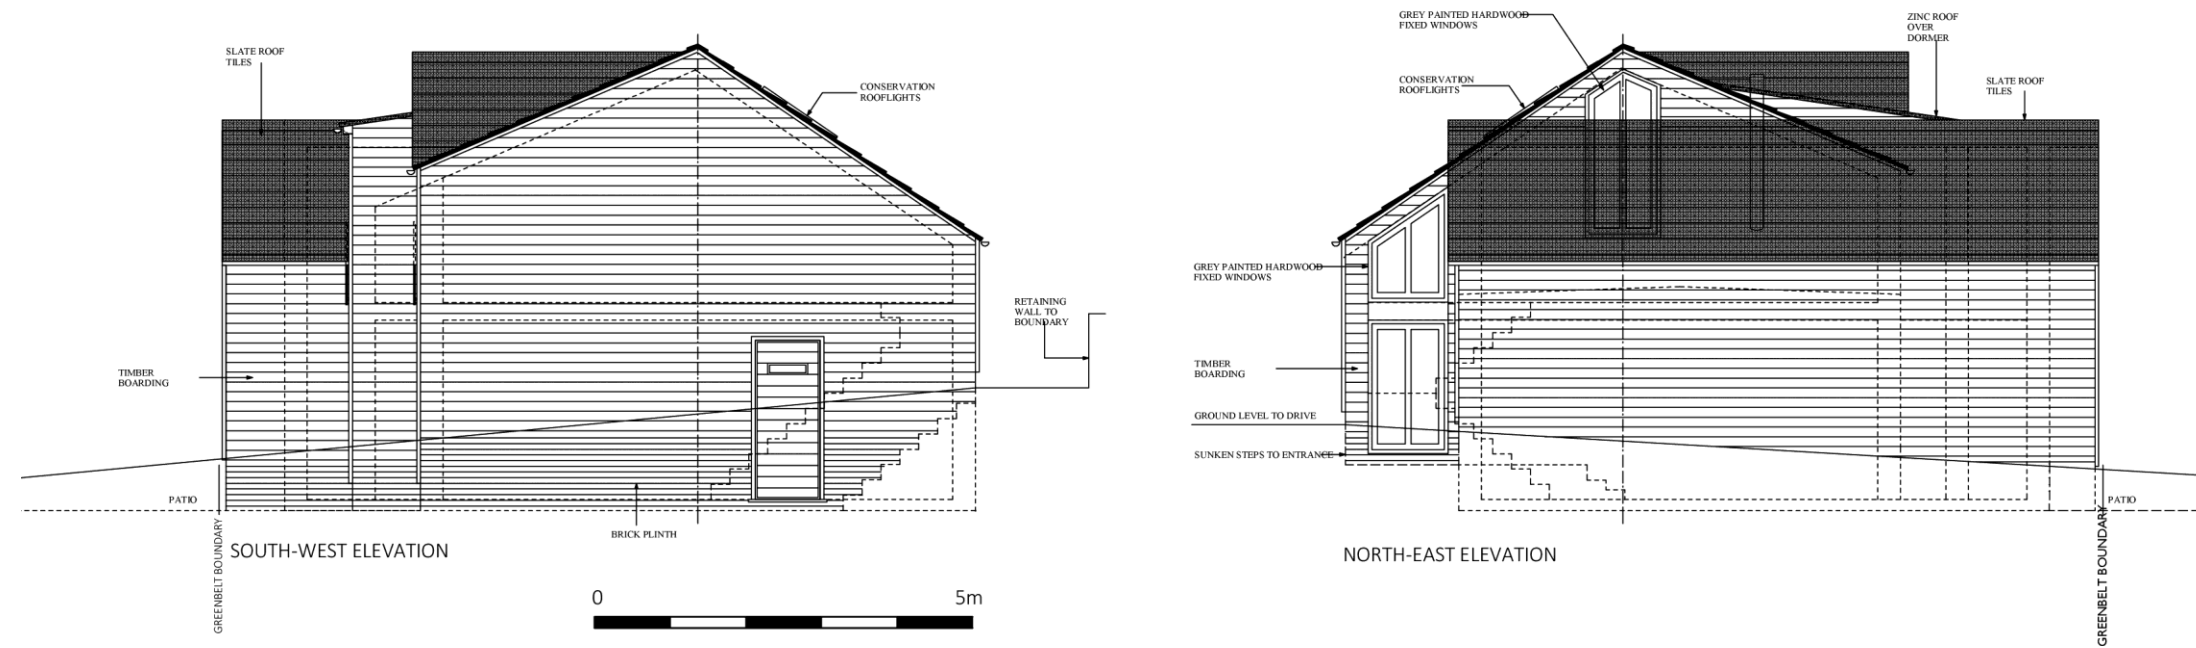 SLATE ROOF
TILES
CONSERVATION
ROOFLIGHTS
RETAINING
WALL TO
BOUNDARY
TIMBER
BOARDING
PATIO
BRICK PLINTH
GREENBELT BOUNDARY
SOUTH-WEST ELEVATION
0
5m
GREY PAINTED HARDWOOD
FIXED WINDOWS
ZINC ROOF
OVER
DORMER
CONSERVATION
ROOFLIGHTS
SLATE ROOF
TILES
GREY PAINTED HARDWOOD
FIXED WINDOWS
TIMBER
BOARDING
GROUND LEVEL TO DRIVE
SUNKEN STEPS TO ENTRANCE
PATIO
GREENBELT BOUNDARY
NORTH-EAST ELEVATION